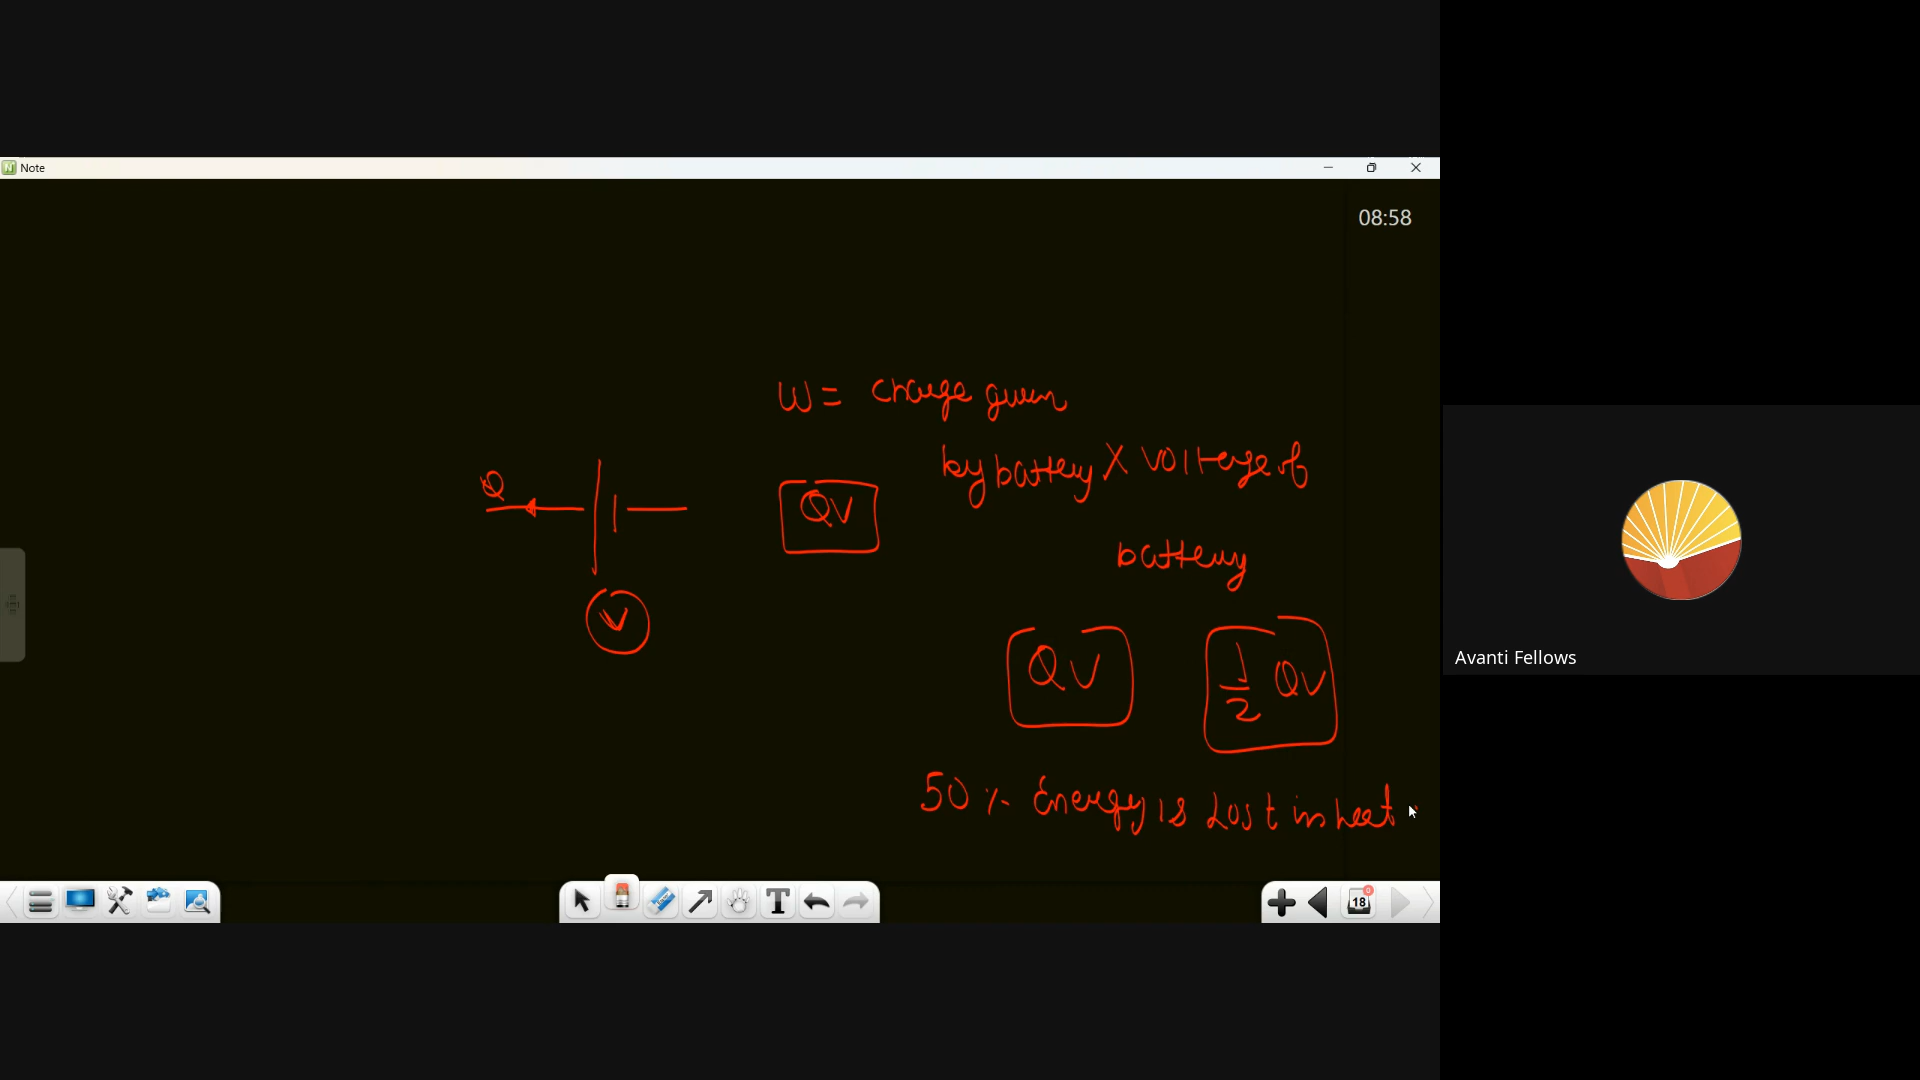 Note
08:58
W = charge given
by battery X voltage of
battery
Q
QV
V
QV
1/2 QV
50 % Energy is Lost in heat
18
0
T
Avanti Fellows